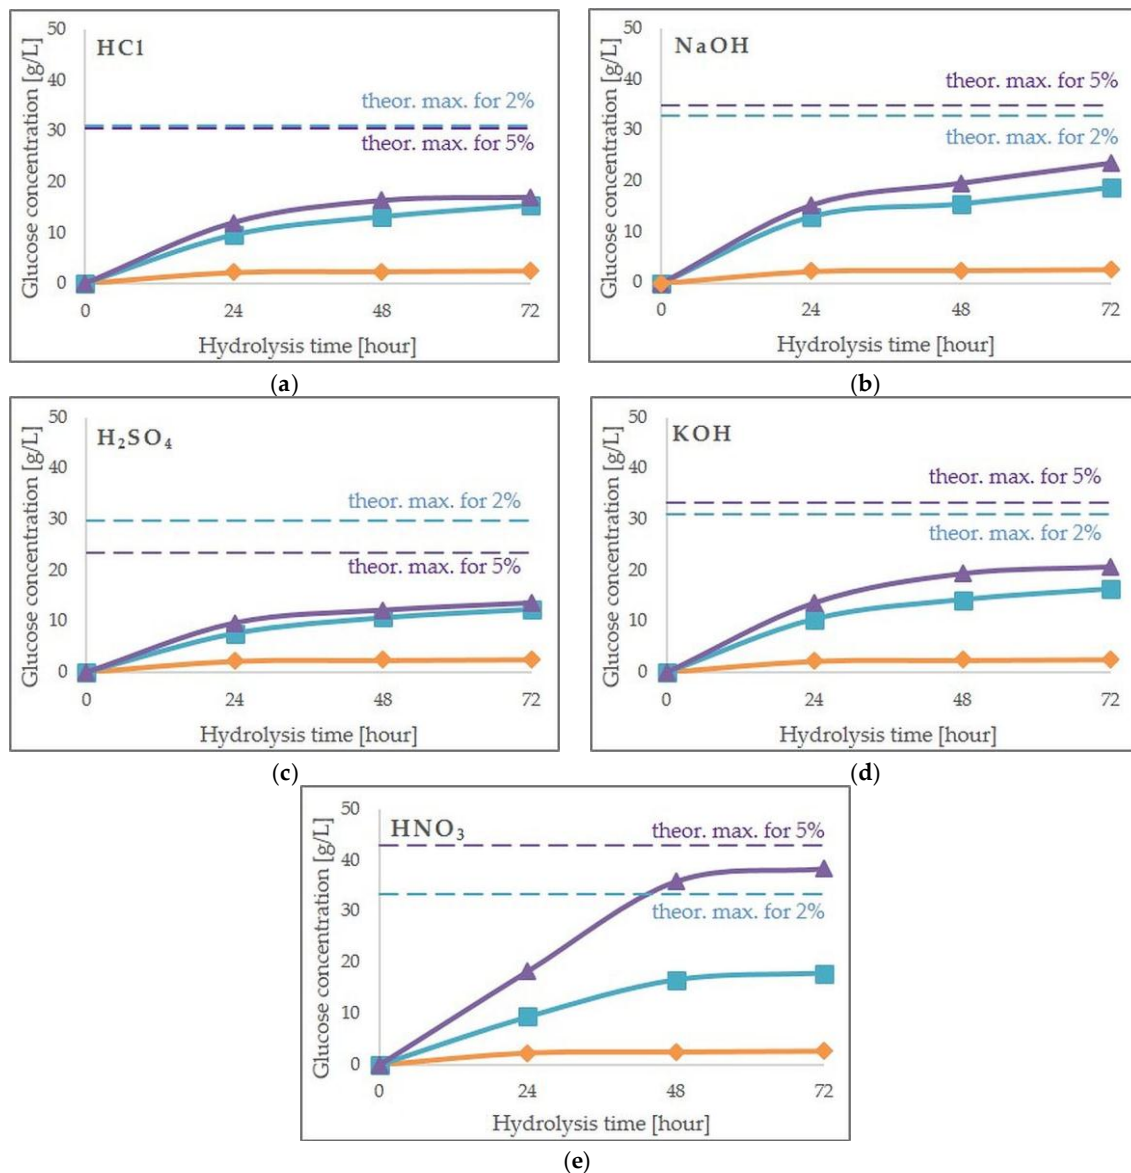 Glucose concentration [g/L]
50
40
30
20
10
0
HCl
theor. max. for 2%
theor. max. for 5%
0 24 48 72
Hydrolysis time [hour]
(a)
Glucose concentration [g/L]
50
40
30
20
10
0
NaOH
theor. max. for 5%
theor. max. for 2%
0 24 48 72
Hydrolysis time [hour]
(b)
Glucose concentration [g/L]
50
40
30
20
10
0
H₂SO₄
theor. max. for 2%
theor. max. for 5%
0 24 48 72
Hydrolysis time [hour]
(c)
Glucose concentration [g/L]
50
40
30
20
10
0
KOH
theor. max. for 5%
theor. max. for 2%
0 24 48 72
Hydrolysis time [hour]
(d)
Glucose concentration [g/L]
50
40
30
20
10
0
HNO₃
theor. max. for 5%
theor. max. for 2%
0 24 48 72
Hydrolysis time [hour]
(e)